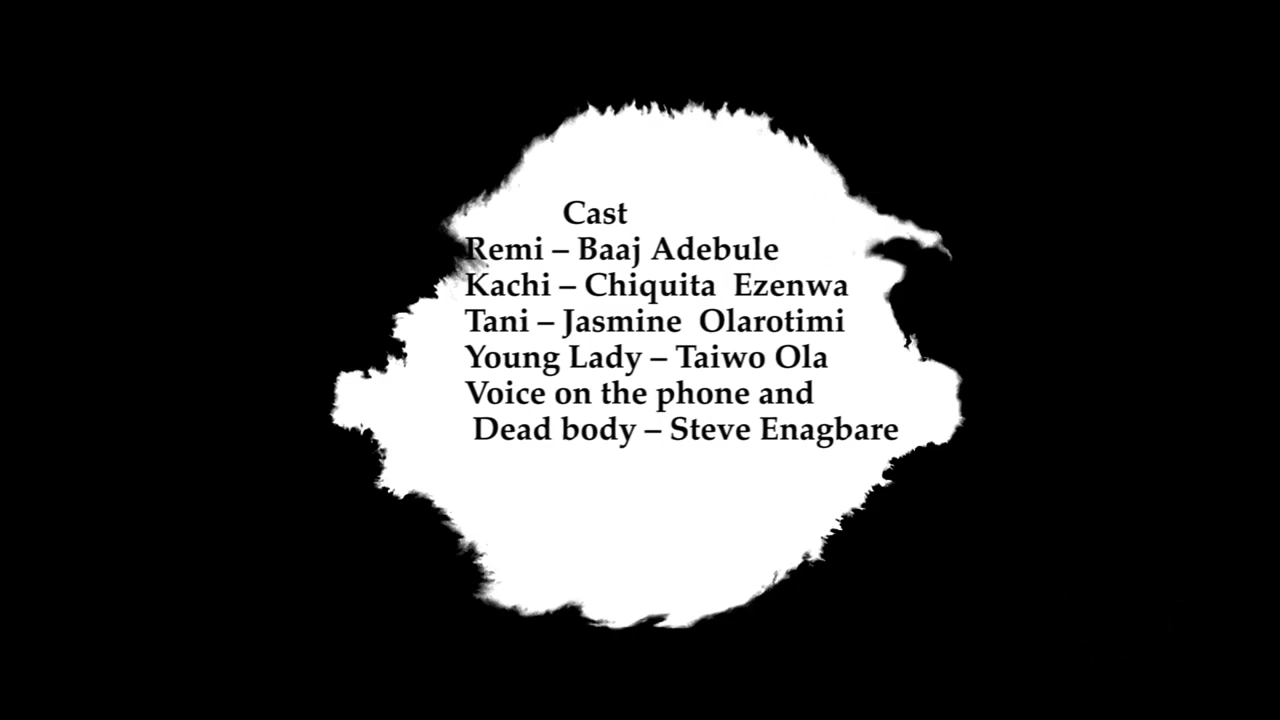 Cast
Remi – Baaj Adebule
Kachi – Chiquita Ezenwa
Tani – Jasmine Olarotimi
Young Lady – Taiwo Ola
Voice on the phone and
Dead body – Steve Enagbare